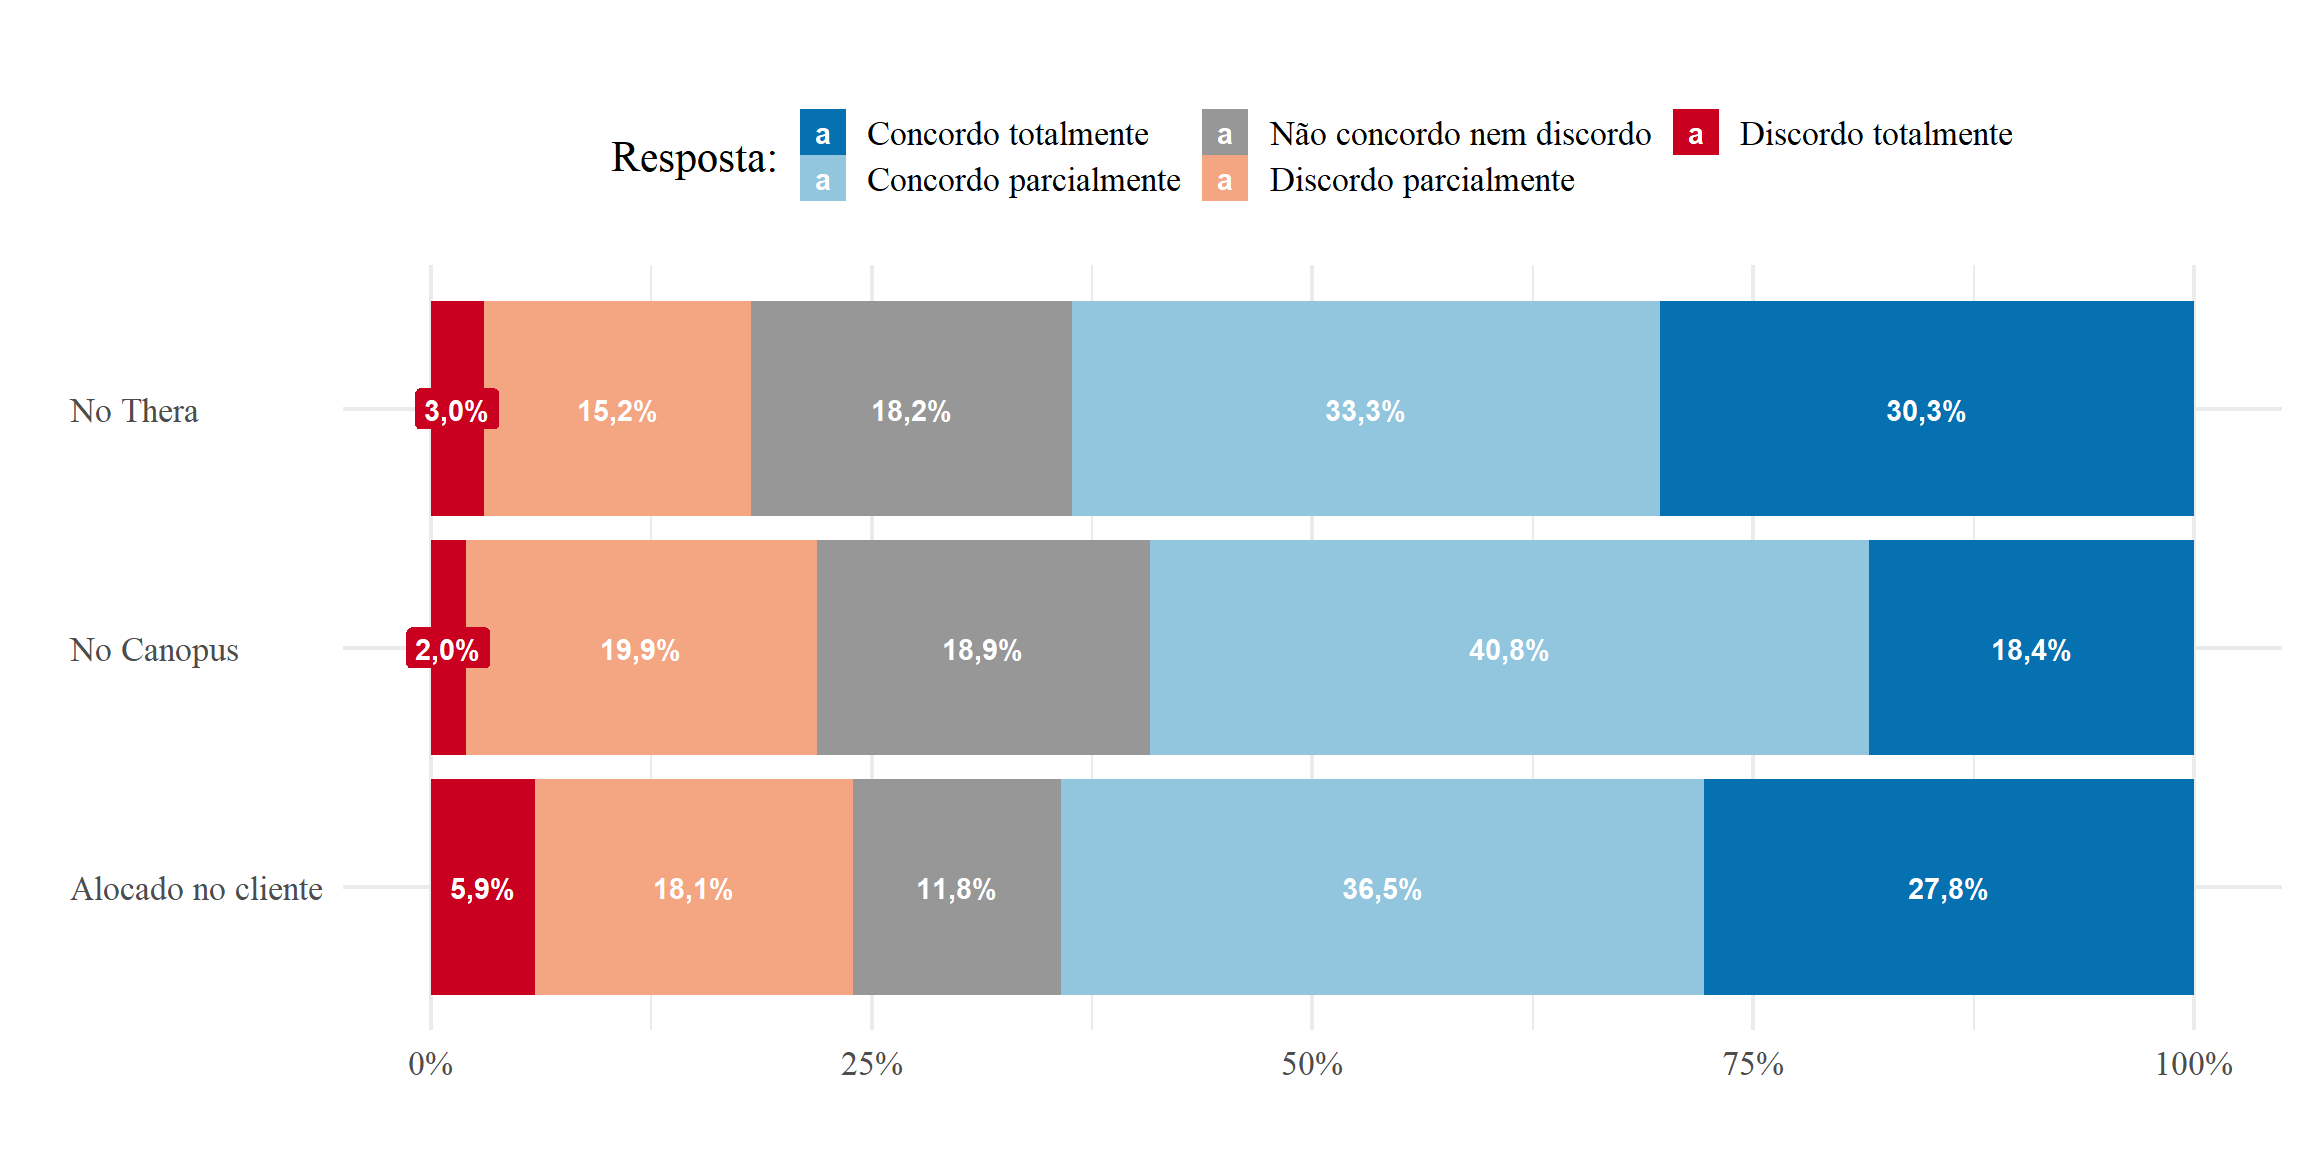 Resposta:
a Concordo totalmente
a Concordo parcialmente
a Não concordo nem discordo
a Discordo parcialmente
a Discordo totalmente
No Thera
3,0% 15,2% 18,2% 33,3% 30,3%
No Canopus
2,0% 19,9% 18,9% 40,8% 18,4%
Alocado no cliente
5,9% 18,1% 11,8% 36,5% 27,8%
0% 25% 50% 75% 100%